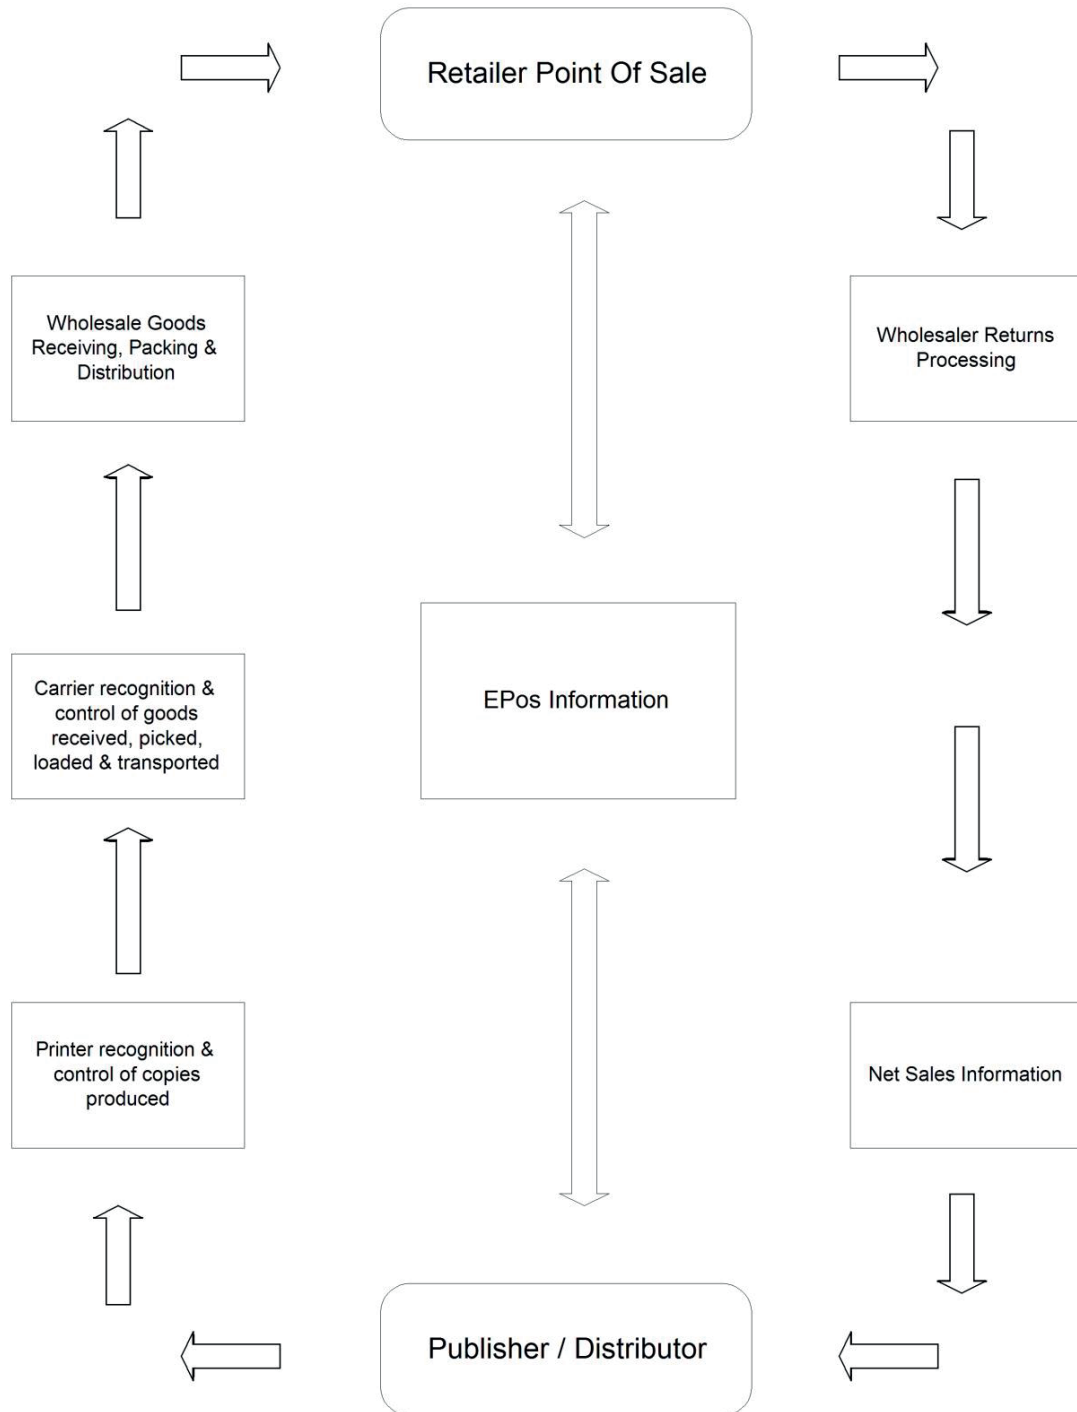 Retailer Point Of Sale
Wholesale Goods
Receiving, Packing &
Distribution
Wholesaler Returns
Processing
Carrier recognition &
control of goods
received, picked,
loaded & transported
EPos Information
Printer recognition &
control of copies
produced
Net Sales Information
Publisher / Distributor